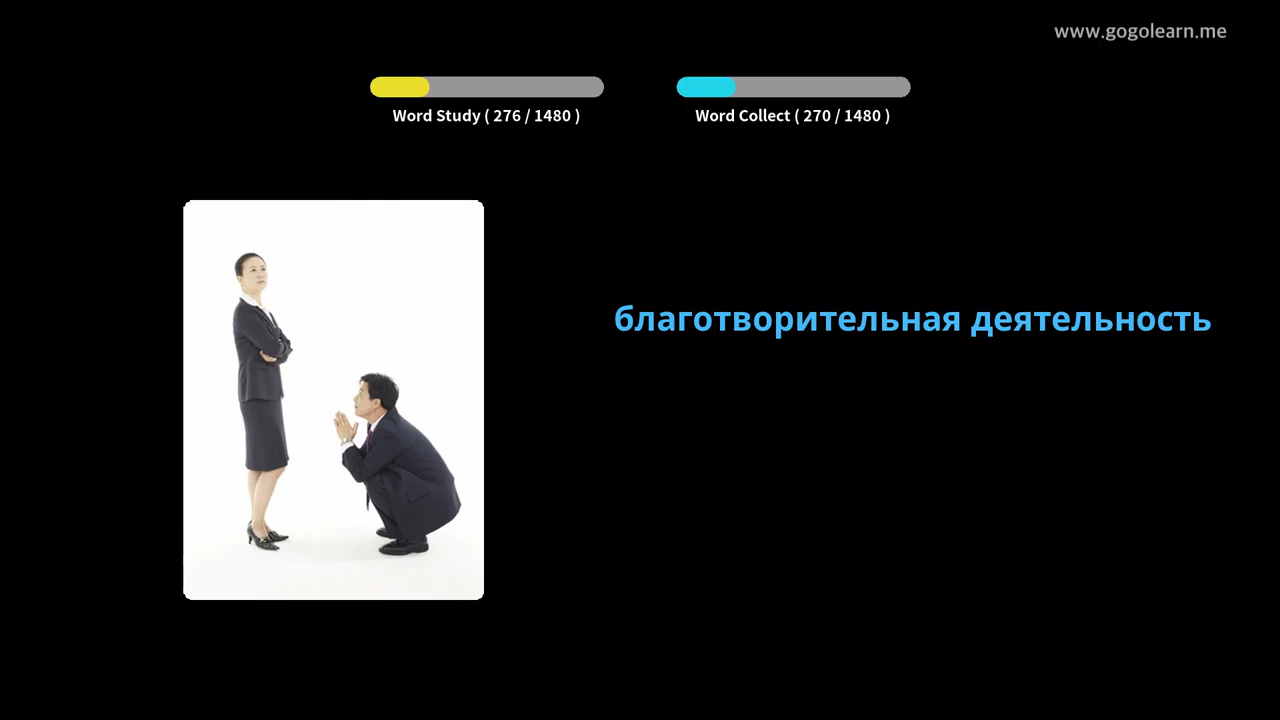 www.gogolearn.me
Word Study ( 276 / 1480 )
Word Collect ( 270 / 1480 )
благотворительная деятельность